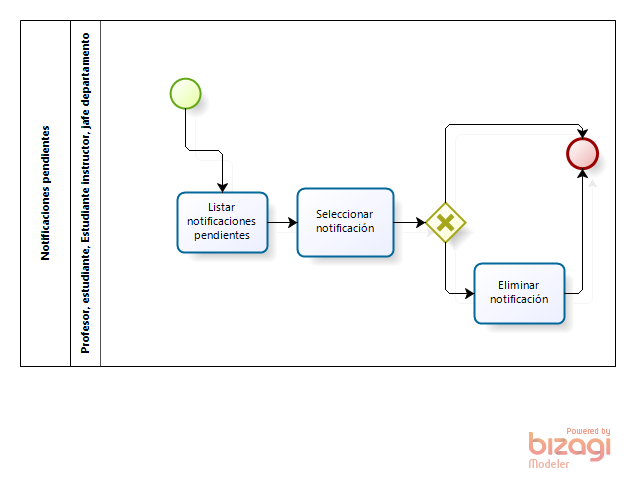 Notificaciones pendientes
Profesor, estudiante, Estudiante instructor, jafe departamento
Listar
notificaciones
pendientes
Seleccionar
notificación
Eliminar
notificación
Powered by
bizagi
Modeler